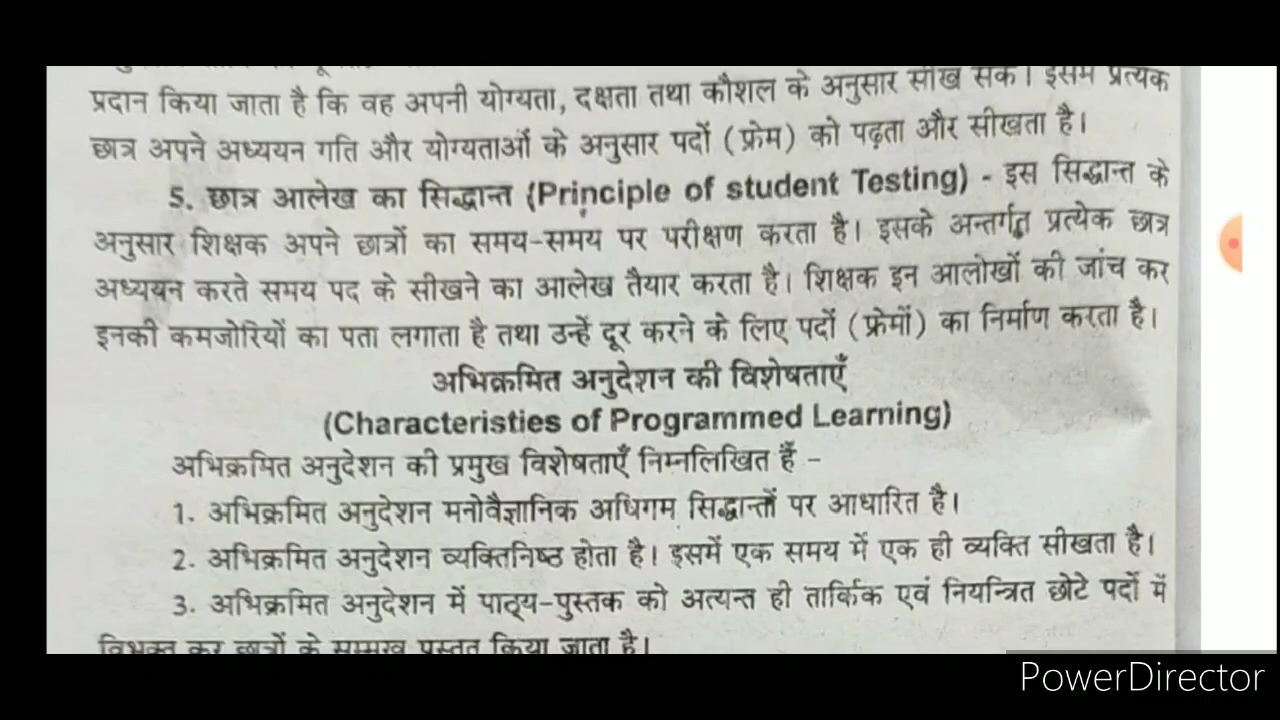 प्रदान किया जाता है कि वह अपनी योग्यता, दक्षता तथा कौशल के अनुसार सीख सके। इसमें प्रत्येक
छात्र अपने अध्ययन गति और योग्यताओं के अनुसार पदों (फ्रेम) को पढ़ता और सीखता है।
5. छात्र आलेख का सिद्धान्त (Principle of student Testing) - इस सिद्धान्त के
अनुसार शिक्षक अपने छात्रों का समय-समय पर परीक्षण करता है। इसके अन्तर्गत प्रत्येक छात्र
अध्ययन करते समय पद के सीखने का आलेख तैयार करता है। शिक्षक इन आलोखों की जांच कर
इनकी कमजोरियों का पता लगाता है तथा उन्हें दूर करने के लिए पदों (फ्रेमों) का निर्माण करता है।
अभिक्रमित अनुदेशन की विशेषताएँ
(Characteristies of Programmed Learning)
अभिक्रमित अनुदेशन की प्रमुख विशेषताएँ निम्नलिखित हैं -
1. अभिक्रमित अनुदेशन मनोवैज्ञानिक अधिगम सिद्धान्तों पर आधारित है।
2. अभिक्रमित अनुदेशन व्यक्तिनिष्ठ होता है। इसमें एक समय में एक ही व्यक्ति सीखता है।
3. अभिक्रमित अनुदेशन में पाठ्य-पुस्तक को अत्यन्त ही तार्किक एवं नियन्त्रित छोटे पदों में
विभक्त कर छात्रों के सम्मुख प्रस्तुत किया जाता है।
PowerDirector